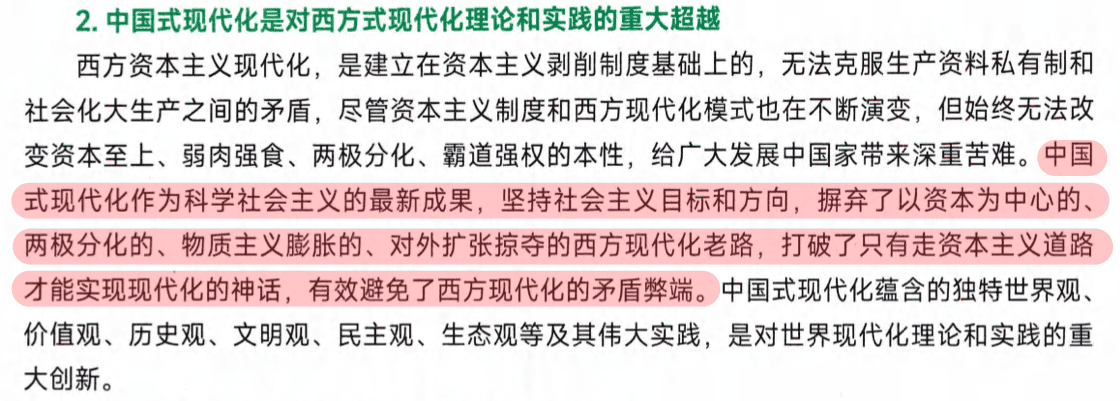 2. 中国式现代化是对西方式现代化理论和实践的重大超越
西方资本主义现代化，是建立在资本主义剥削制度基础上的，无法克服生产资料私有制和
社会化大生产之间的矛盾，尽管资本主义制度和西方现代化模式也在不断演变，但始终无法改
变资本至上、弱肉强食、两极分化、霸道强权的本性，给广大发展中国家带来深重苦难。中国
式现代化作为科学社会主义的最新成果，坚持社会主义目标和方向，摒弃了以资本为中心的、
两极分化的、物质主义膨胀的、对外扩张掠夺的西方现代化老路，打破了只有走资本主义道路
才能实现现代化的神话，有效避免了西方现代化的矛盾弊端。中国式现代化蕴含的独特世界观、
价值观、历史观、文明观、民主观、生态观等及其伟大实践，是对世界现代化理论和实践的重
大创新。